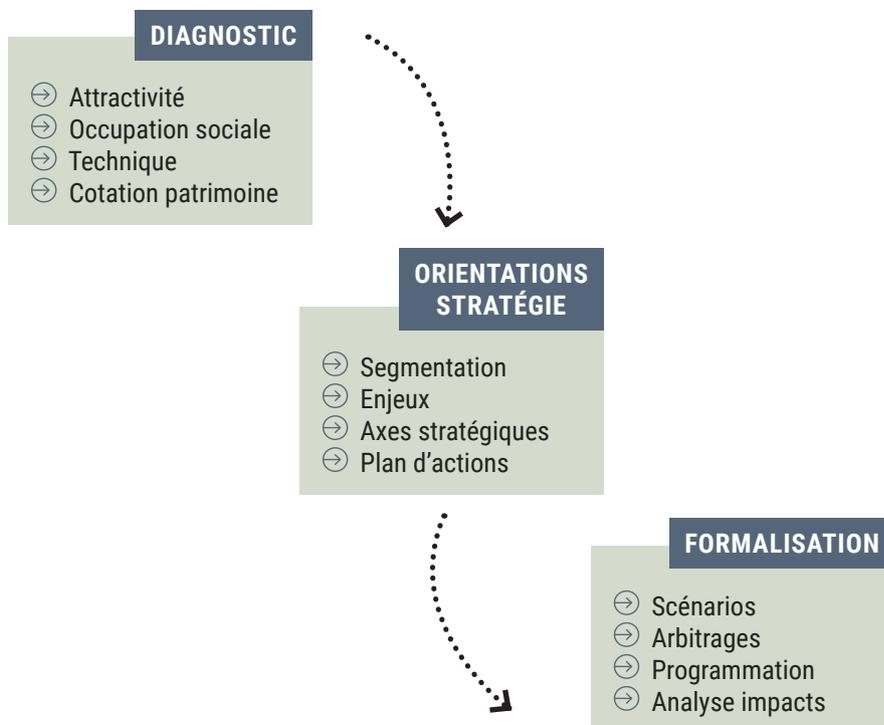 DIAGNOSTIC
Attractivité
Occupation sociale
Technique
Cotation patrimoine
ORIENTATIONS
STRATÉGIE
Segmentation
Enjeux
Axes stratégiques
Plan d’actions
FORMALISATION
Scénarios
Arbitrages
Programmation
Analyse impacts